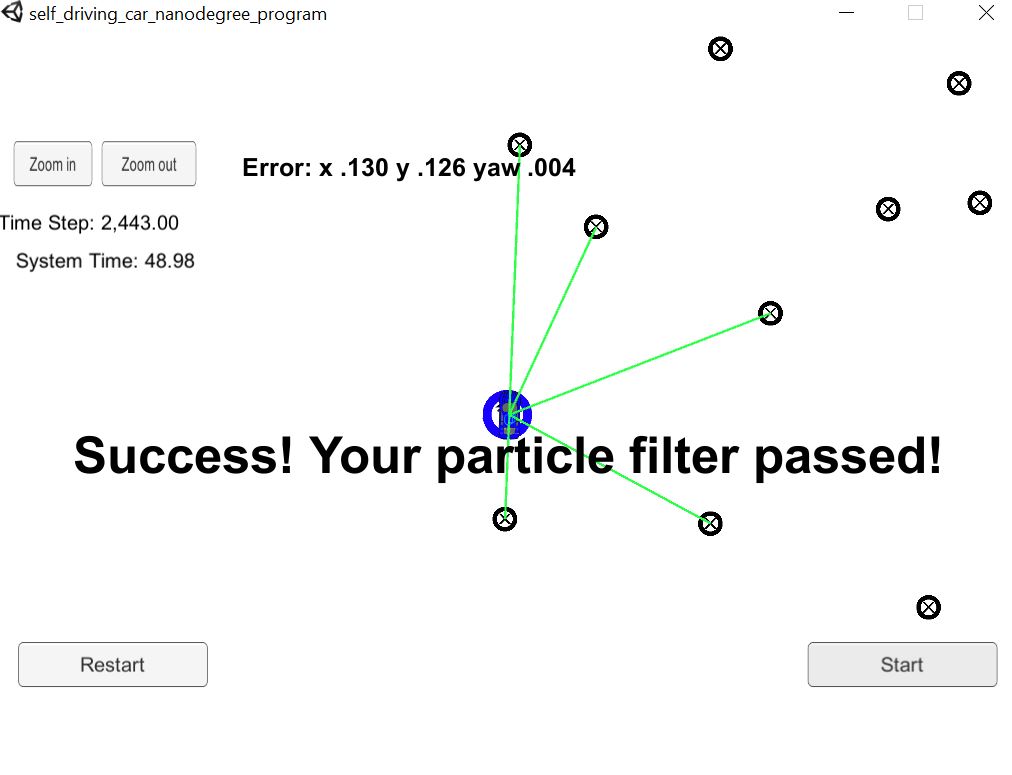 self_driving_car_nanodegree_program
Zoom in
Zoom out
Error: x .130 y .126 yaw .004
Time Step: 2,443.00
System Time: 48.98
Success! Your particle filter passed!
Restart
Start